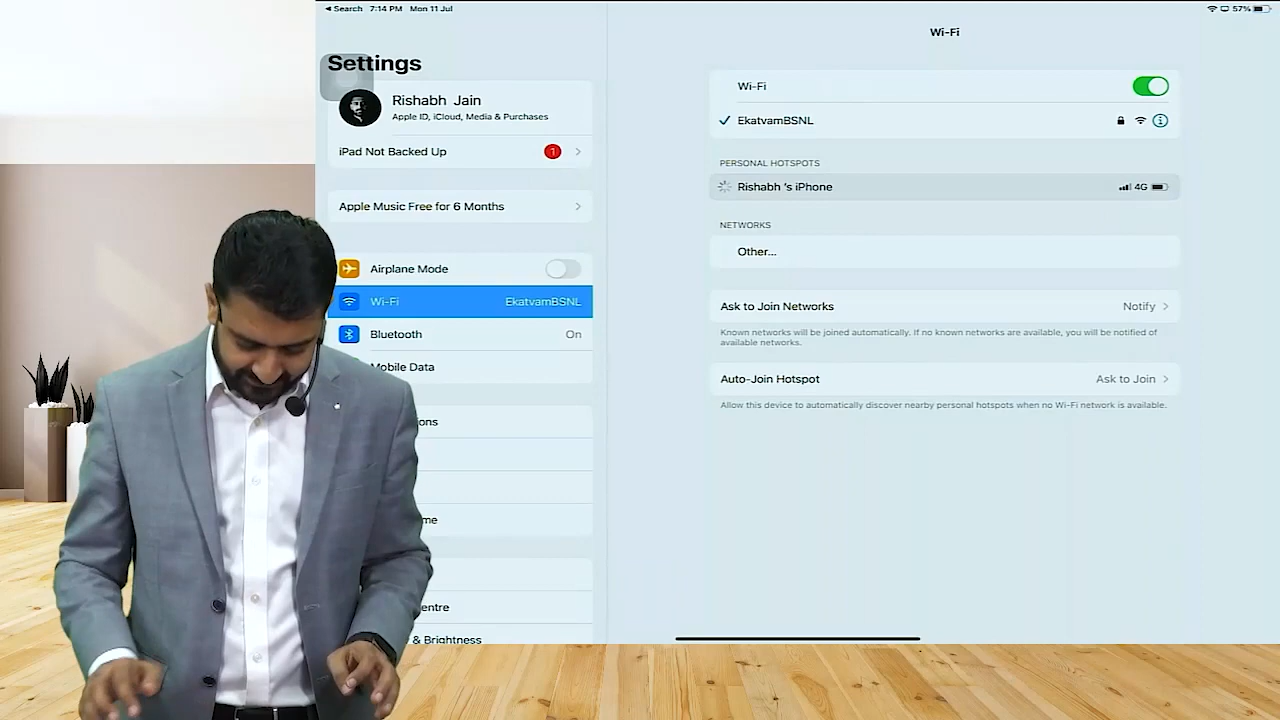 Search 7:14 PM Mon 11 Jul
57%
Settings
Rishabh Jain
Apple ID, iCloud, Media & Purchases
iPad Not Backed Up 1
Apple Music Free for 6 Months
Airplane Mode
Wi-Fi EkatvamBSNL
Bluetooth On
Mobile Data
ons
me
entre
& Brightness
Wi-Fi
Wi-Fi
EkatvamBSNL
PERSONAL HOTSPOTS
Rishabh 's iPhone 4G
NETWORKS
Other...
Ask to Join Networks Notify
Known networks will be joined automatically. If no known networks are available, you will be notified of
available networks.
Auto-Join Hotspot Ask to Join
Allow this device to automatically discover nearby personal hotspots when no Wi-Fi network is available.